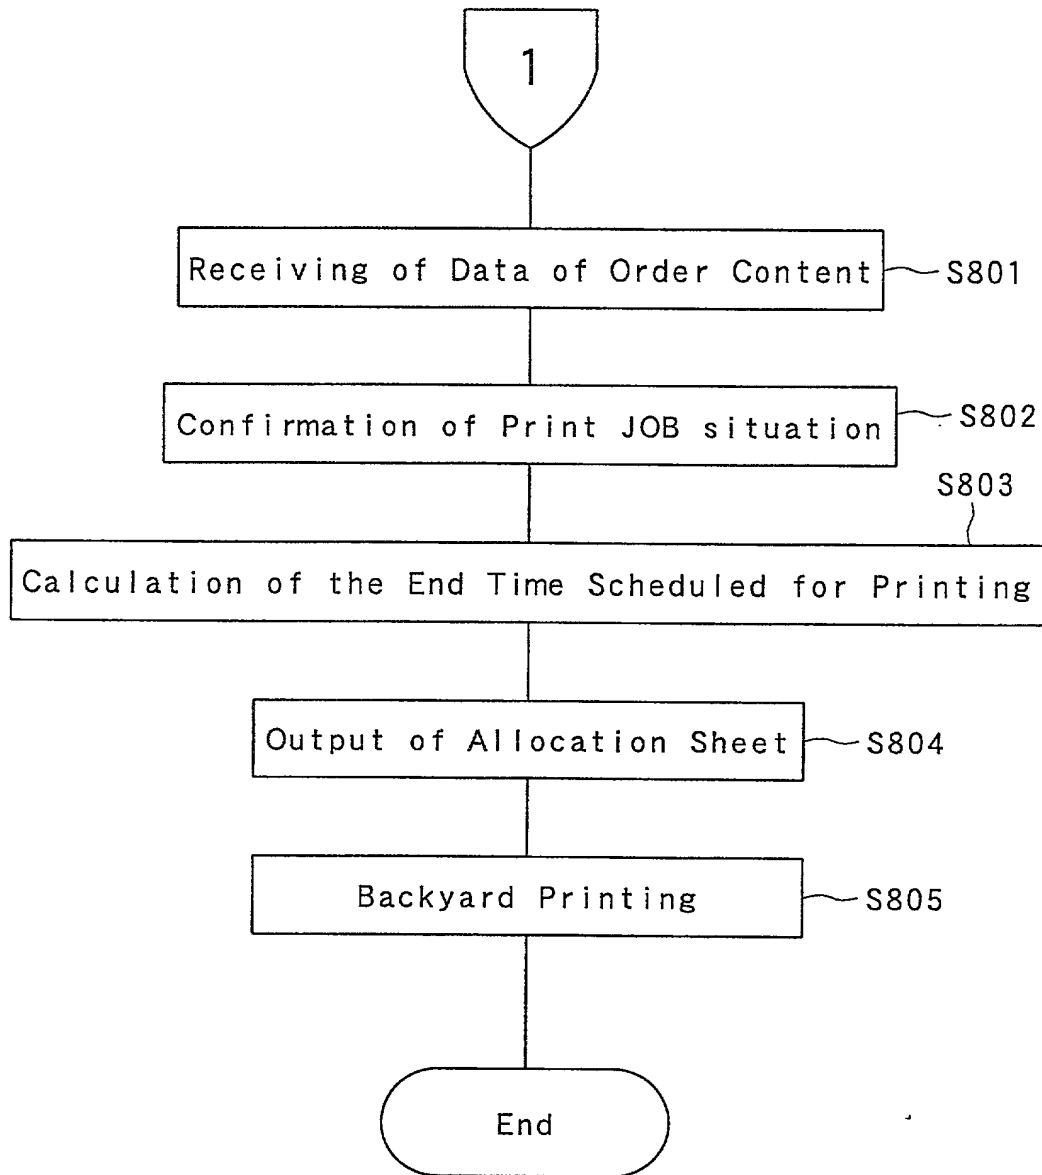 1
Receiving of Data of Order Content
S801
Confirmation of Print JOB situation
S802
S803
Calculation of the End Time Scheduled for Printing
Output of Allocation Sheet
S804
Backyard Printing
S805
End